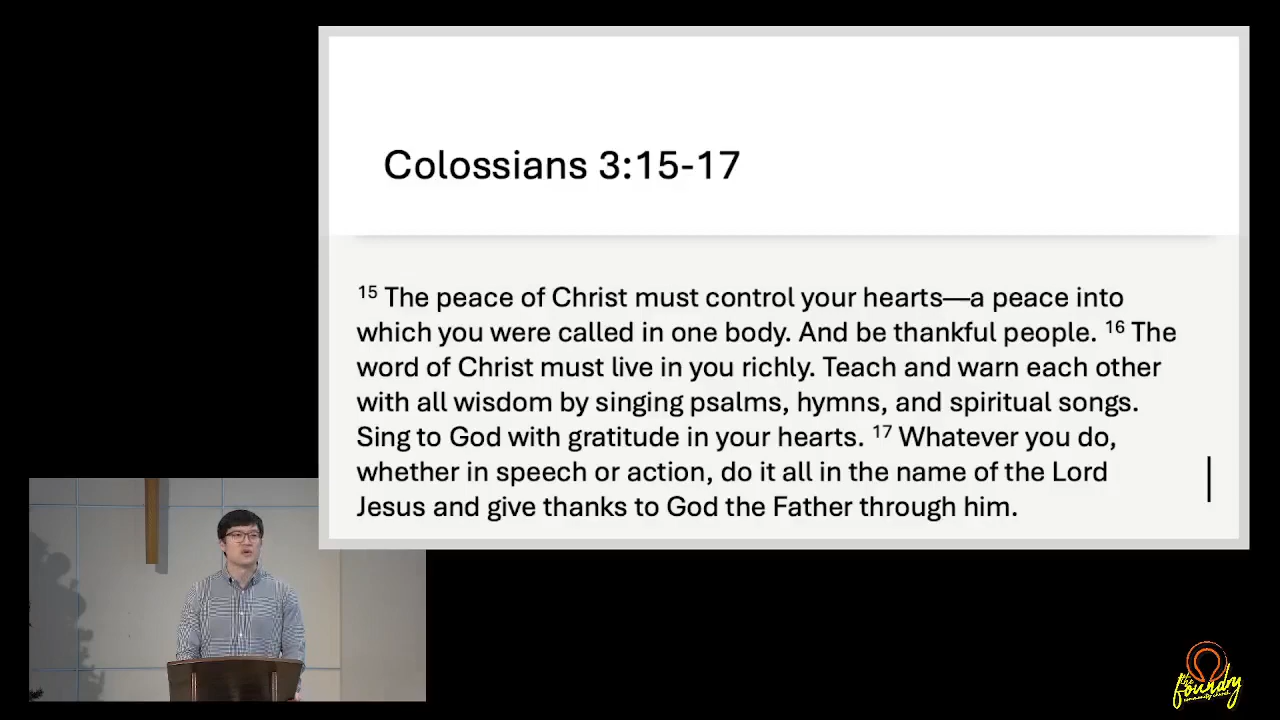 Colossians 3:15-17
15 The peace of Christ must control your hearts—a peace into
which you were called in one body. And be thankful people. 16 The
word of Christ must live in you richly. Teach and warn each other
with all wisdom by singing psalms, hymns, and spiritual songs.
Sing to God with gratitude in your hearts. 17 Whatever you do,
whether in speech or action, do it all in the name of the Lord
Jesus and give thanks to God the Father through him.
the
foundry
community church